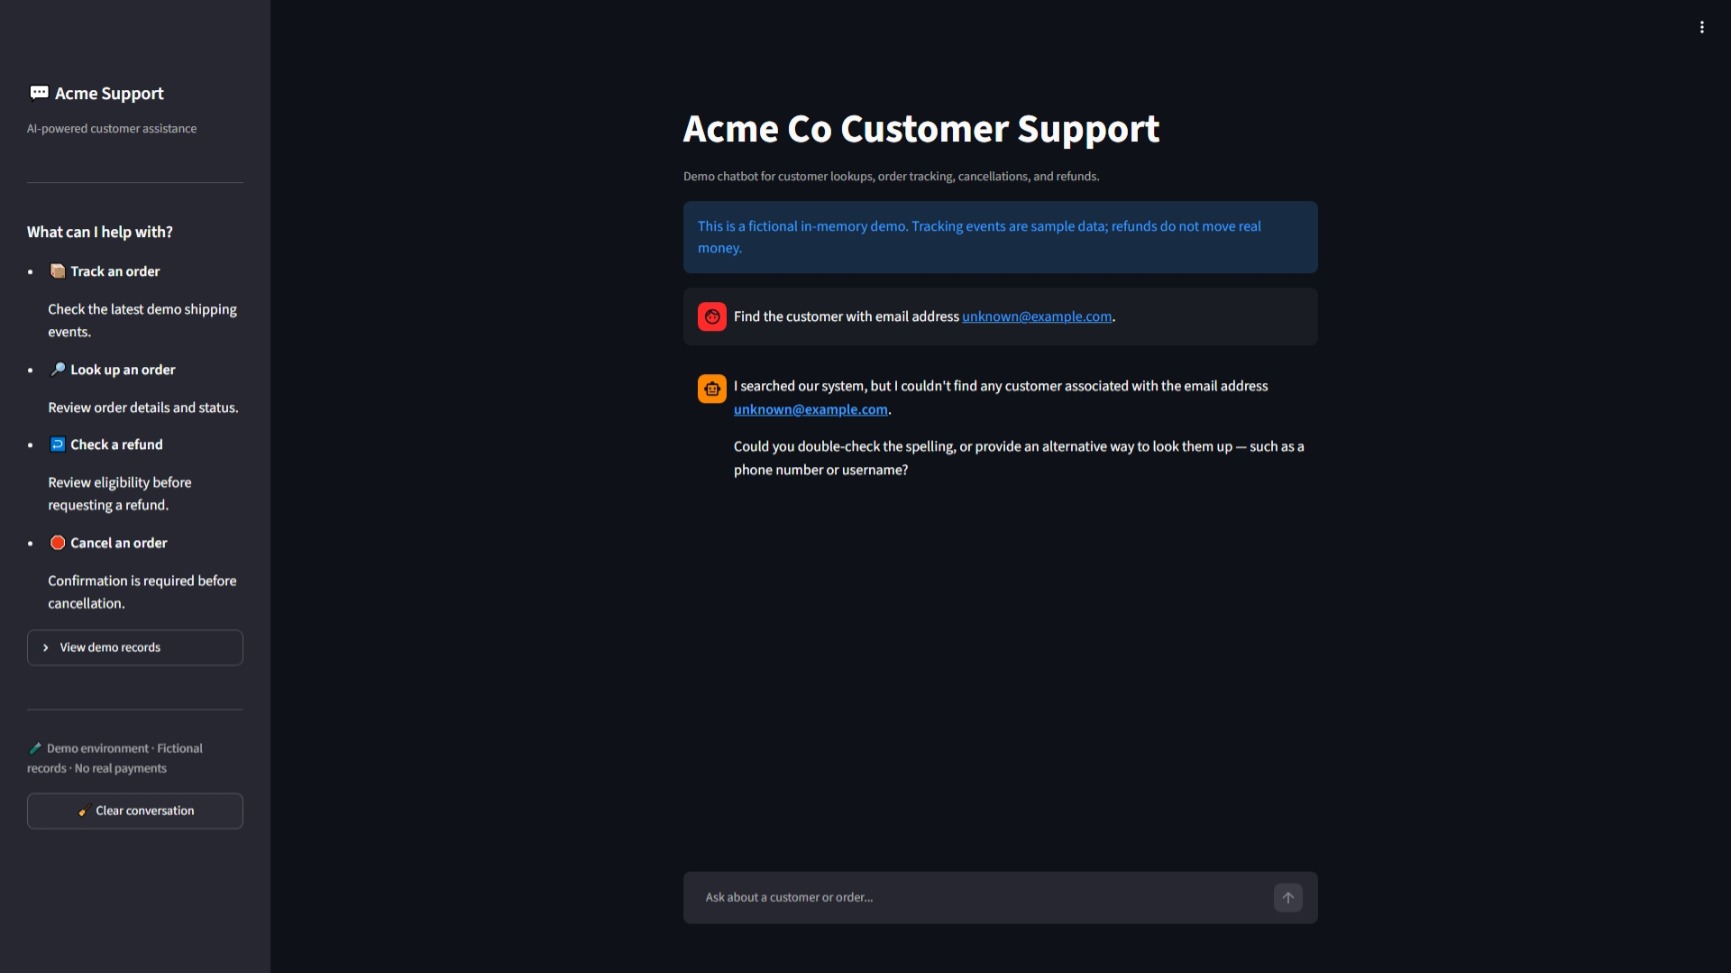 Acme Support
AI-powered customer assistance
What can I help with?
Track an order
Check the latest demo shipping
events.
Look up an order
Review order details and status.
Check a refund
Review eligibility before
requesting a refund.
Cancel an order
Confirmation is required before
cancellation.
View demo records
Demo environment · Fictional
records · No real payments
Clear conversation
Acme Co Customer Support
Demo chatbot for customer lookups, order tracking, cancellations, and refunds.
This is a fictional in-memory demo. Tracking events are sample data; refunds do not move real
money.
Find the customer with email address unknown@example.com.
I searched our system, but I couldn't find any customer associated with the email address
unknown@example.com.
Could you double-check the spelling, or provide an alternative way to look them up — such as a
phone number or username?
Ask about a customer or order...